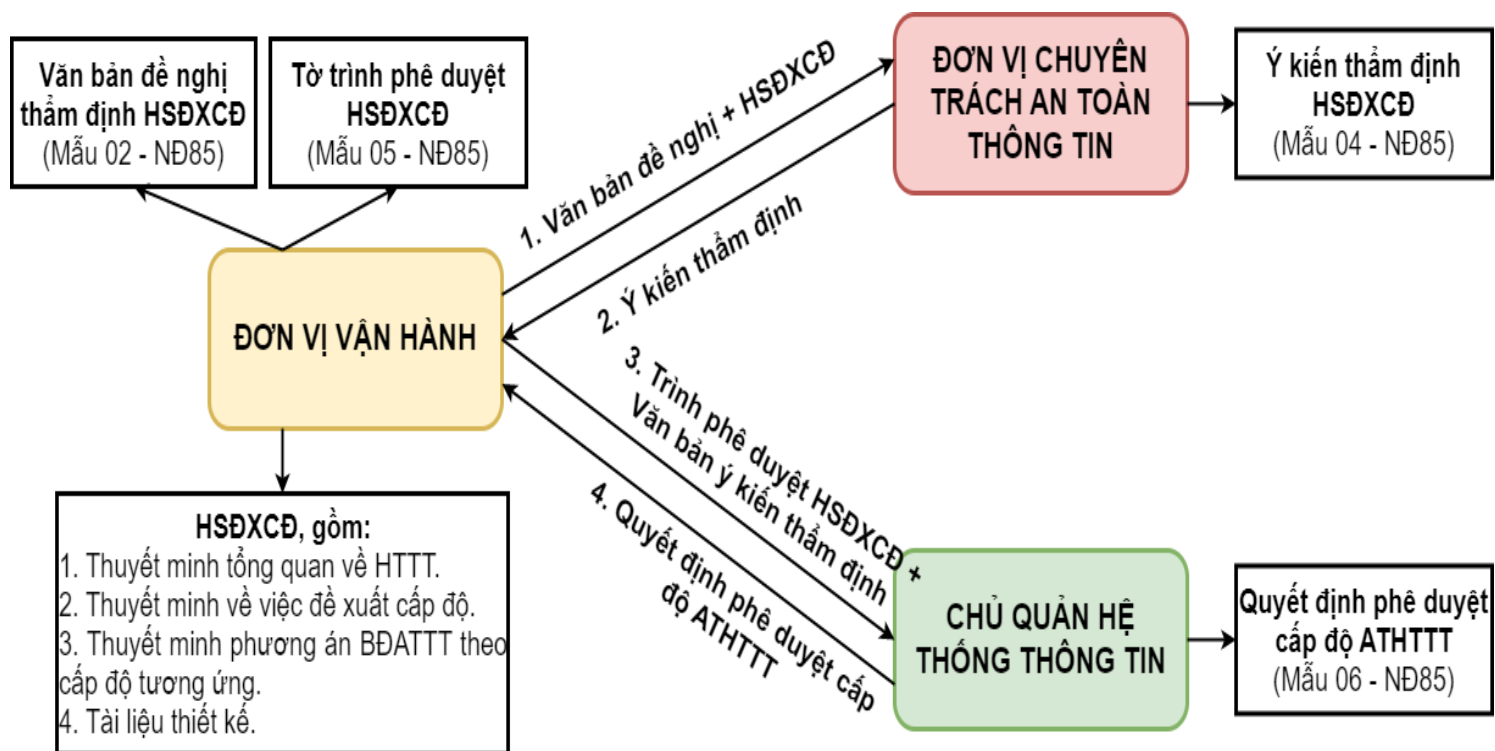 Văn bản đề nghị
thẩm định HSĐXCĐ
(Mẫu 02 - NĐ85)
Tờ trình phê duyệt
HSĐXCĐ
(Mẫu 05 - NĐ85)
ĐƠN VỊ CHUYÊN
TRÁCH AN TOÀN
THÔNG TIN
Ý kiến thẩm định
HSĐXCĐ
(Mẫu 04 - NĐ85)
1. Văn bản đề nghị + HSĐXCĐ
2. Ý kiến thẩm định
ĐƠN VỊ VẬN HÀNH
3. Trình phê duyệt HSĐXCĐ +
Văn bản ý kiến thẩm định
4. Quyết định phê duyệt cấp
độ ATHTTT
HSĐXCĐ, gồm:
1. Thuyết minh tổng quan về HTTT.
2. Thuyết minh về việc đề xuất cấp độ.
3. Thuyết minh phương án BĐATTT theo
cấp độ tương ứng.
4. Tài liệu thiết kế.
CHỦ QUẢN HỆ
THỐNG THÔNG TIN
Quyết định phê duyệt
cấp độ ATHTTT
(Mẫu 06 - NĐ85)